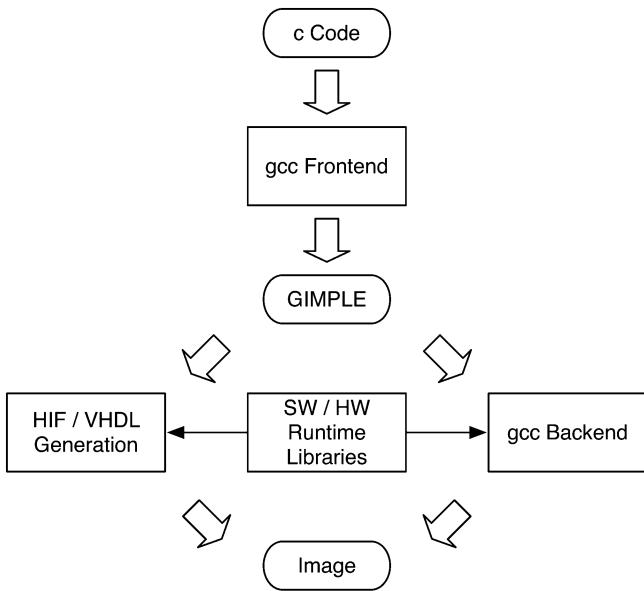 c Code
gcc Frontend
GIMPLE
HIF / VHDL
Generation
SW / HW
Runtime
Libraries
gcc Backend
Image